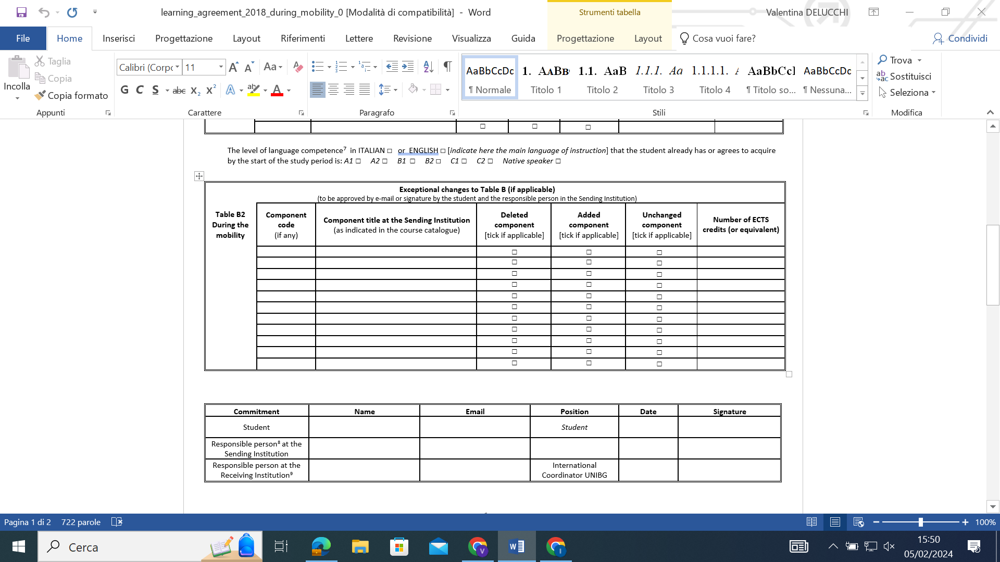 learning_agreement_2018_during_mobility_0 [Modalità di compatibilità] - Word
Strumenti tabella
Valentina DELUCCHI
File
Home
Inserisci
Progettazione
Layout
Riferimenti
Lettere
Revisione
Visualizza
Guida
Progettazione
Layout
Cosa vuoi fare?
Condividi
Incolla
Taglia
Copia
Copia formato
Appunti
Calibri (Corpo
11
Aa
G C S abc X₂ X²
Carattere
Paragrafo
AaBbCcDc
¶ Normale
1. AABB
Titolo 1
1.1. AaB
Titolo 2
1.1.1. Aa
Titolo 3
1.1.1.1. A
Titolo 4
AaBbCcI
¶ Titolo so...
AaBbCcDc
¶ Nessuna...
Stili
Trova
Sostituisci
Seleziona
Modifica
☐ ☐ ☐
The level of language competence⁷ in ITALIAN ☐ or ENGLISH ☐ [indicate here the main language of instruction] that the student already has or agrees to acquire
by the start of the study period is: A1 ☐ A2 ☐ B1 ☐ B2 ☐ C1 ☐ C2 ☐ Native speaker ☐
Exceptional changes to Table B (if applicable)
(to be approved by e-mail or signature by the student and the responsible person in the Sending Institution)
Table B2
During the
mobility
Component
code
(if any)
Component title at the Sending Institution
(as indicated in the course catalogue)
Deleted
component
[tick if applicable]
Added
component
[tick if applicable]
Unchanged
component
[tick if applicable]
Number of ECTS
credits (or equivalent)
☐ ☐ ☐
☐ ☐ ☐
☐ ☐ ☐
☐ ☐ ☐
☐ ☐ ☐
☐ ☐ ☐
☐ ☐ ☐
☐ ☐ ☐
☐ ☐ ☐
☐ ☐ ☐
☐ ☐ ☐
Commitment Name Email Position Date Signature
Student Student
Responsible person⁸ at the
Sending Institution
Responsible person at the
Receiving Institution⁹
International
Coordinator UNIBG
Pagina 1 di 2 722 parole
100%
Cerca
15:50
05/02/2024